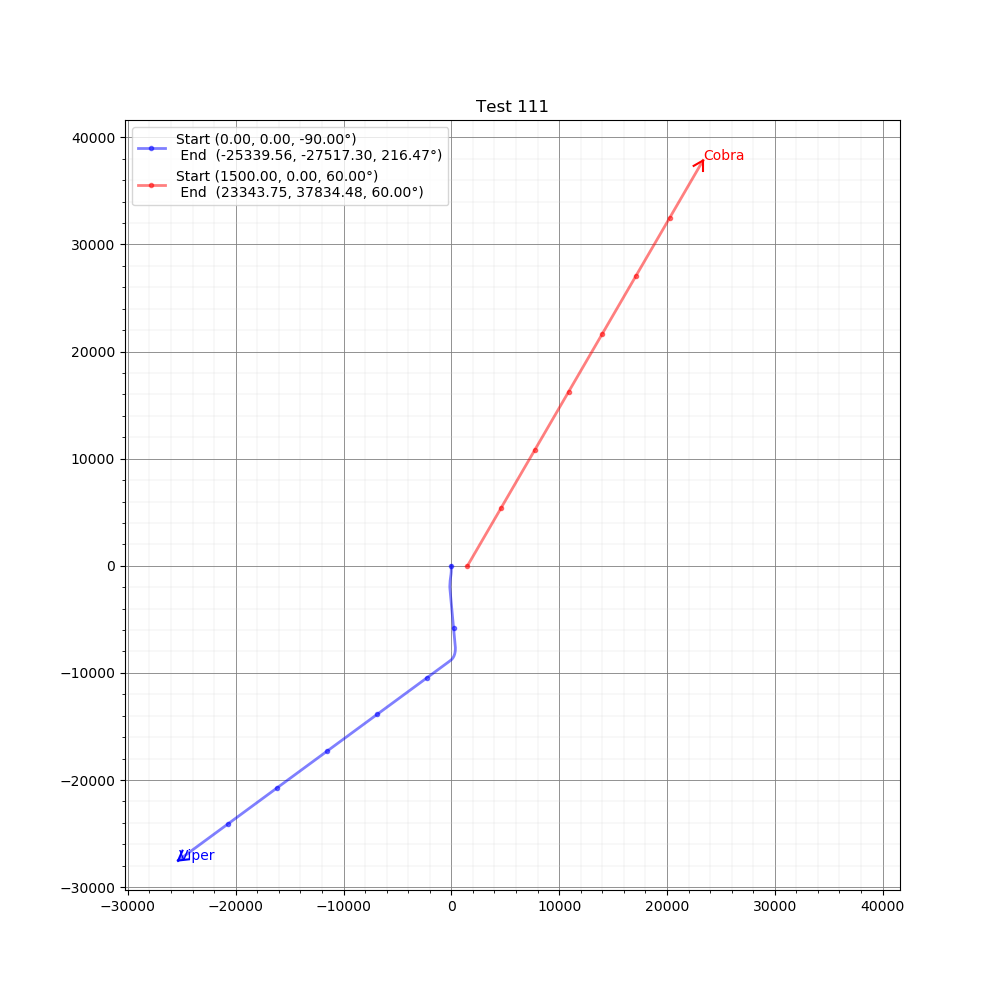 Test 111
Start (0.00, 0.00, -90.00°)
End  (-25339.56, -27517.30, 216.47°)
Start (1500.00, 0.00, 60.00°)
End  (23343.75, 37834.48, 60.00°)
Cobra
Viper
40000
30000
20000
10000
0
−10000
−20000
−30000
−30000 −20000 −10000 0 10000 20000 30000 40000